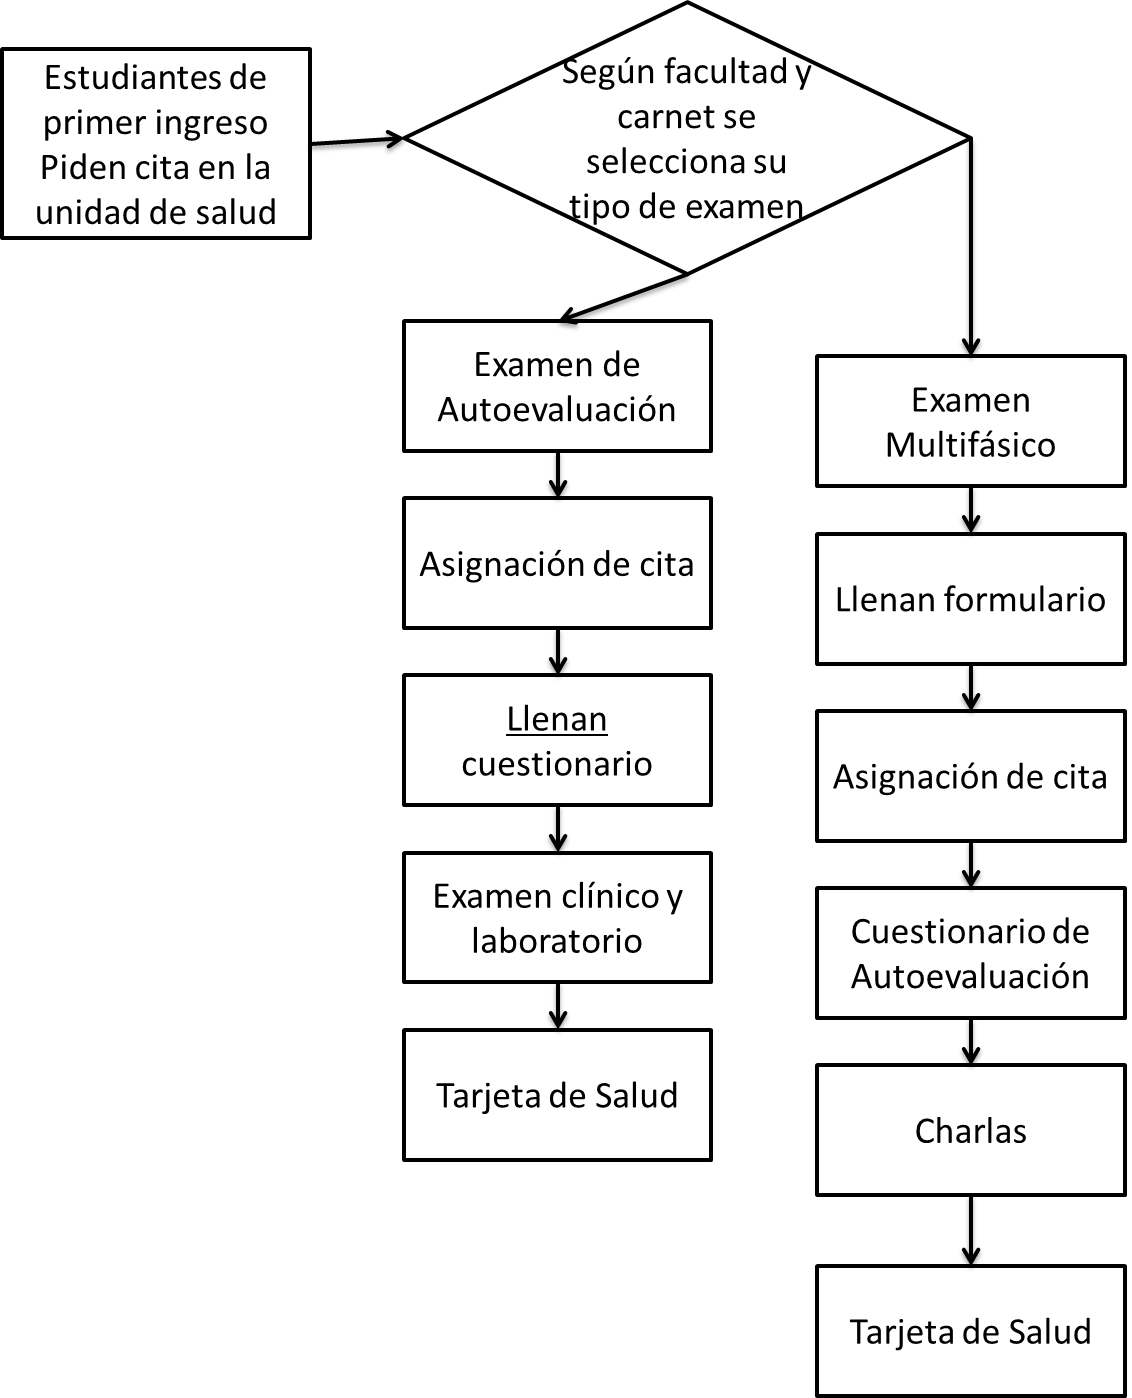 Estudiantes de
primer ingreso
Piden cita en la
unidad de salud
Según facultad y
carnet se
selecciona su
tipo de examen
Examen de
Autoevaluación
Asignación de cita
Llenan
cuestionario
Examen clínico y
laboratorio
Tarjeta de Salud
Examen
Multifásico
Llenan formulario
Asignación de cita
Cuestionario de
Autoevaluación
Charlas
Tarjeta de Salud